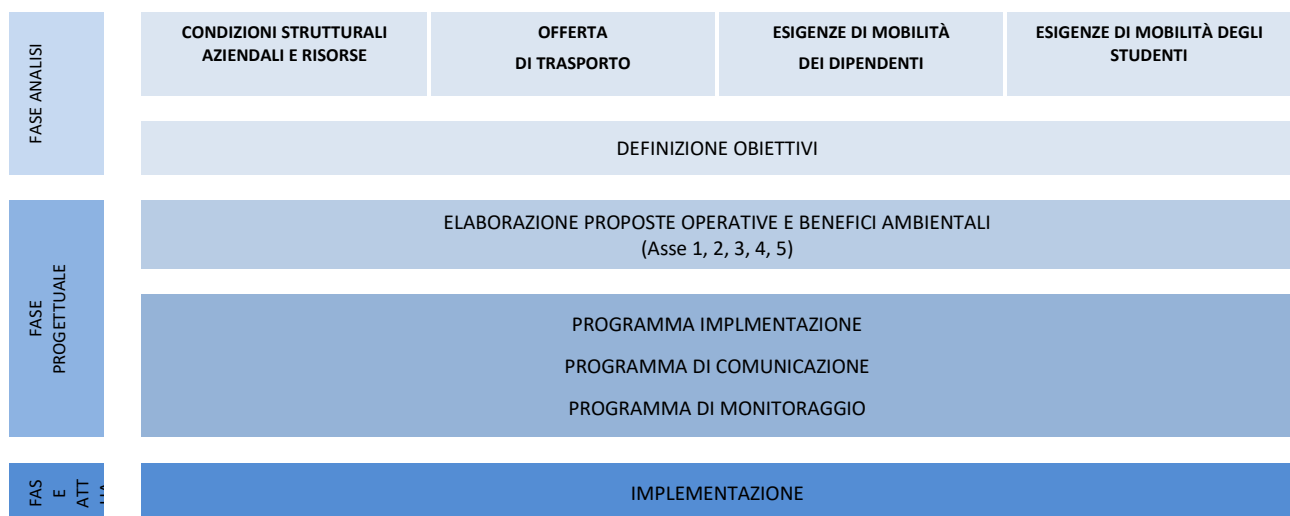 FASE ANALISI
CONDIZIONI STRUTTURALI
AZIENDALI E RISORSE
OFFERTA
DI TRASPORTO
ESIGENZE DI MOBILITÀ
DEI DIPENDENTI
ESIGENZE DI MOBILITÀ DEGLI
STUDENTI
DEFINIZIONE OBIETTIVI
FASE
PROGETTUALE
ELABORAZIONE PROPOSTE OPERATIVE E BENEFICI AMBIENTALI
(Asse 1, 2, 3, 4, 5)
PROGRAMMA IMPLMENTAZIONE
PROGRAMMA DI COMUNICAZIONE
PROGRAMMA DI MONITORAGGIO
FAS
E
ATT
IMPLEMENTAZIONE